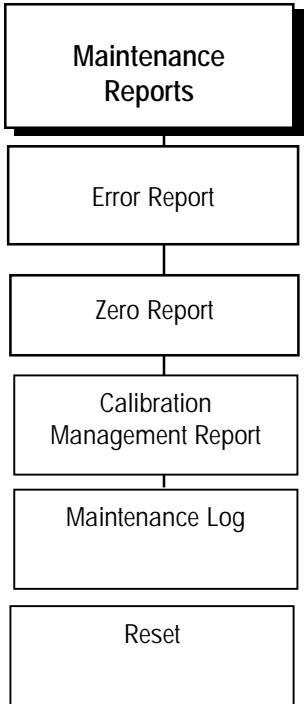 Maintenance
Reports
Error Report
Zero Report
Calibration
Management Report
Maintenance Log
Reset